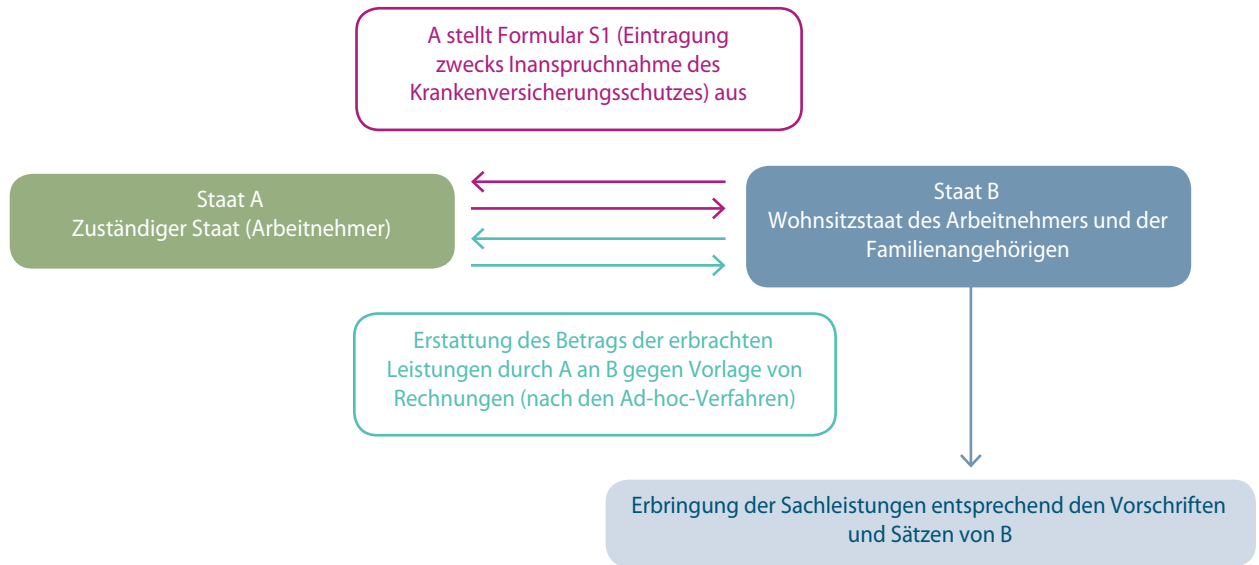 A stellt Formular S1 (Eintragung
zwecks Inanspruchnahme des
Krankenversicherungsschutzes) aus
Staat A
Zuständiger Staat (Arbeitnehmer)
Staat B
Wohnsitzstaat des Arbeitnehmers und der
Familienangehörigen
Erstattung des Betrags der erbrachten
Leistungen durch A an B gegen Vorlage von
Rechnungen (nach den Ad-hoc-Verfahren)
Erbringung der Sachleistungen entsprechend den Vorschriften
und Sätzen von B